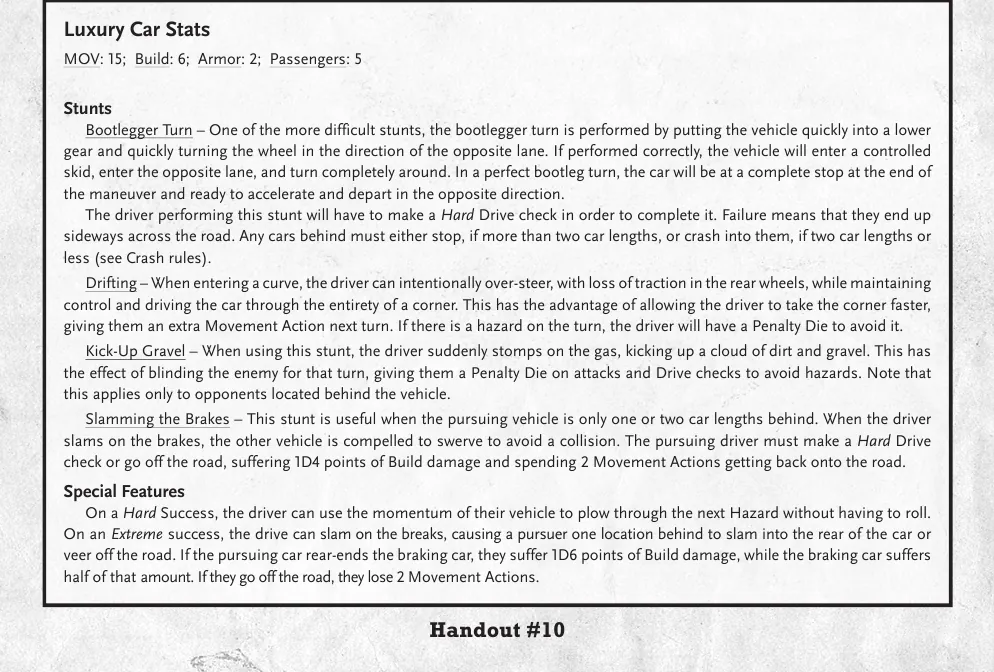 Luxury Car Stats
MOV: 15;  Build: 6;  Armor: 2;  Passengers: 5
Stunts
Bootlegger Turn – One of the more difficult stunts, the bootlegger turn is performed by putting the vehicle quickly into a lower
gear and quickly turning the wheel in the direction of the opposite lane. If performed correctly, the vehicle will enter a controlled
skid, enter the opposite lane, and turn completely around. In a perfect bootleg turn, the car will be at a complete stop at the end of
the maneuver and ready to accelerate and depart in the opposite direction.
The driver performing this stunt will have to make a Hard Drive check in order to complete it. Failure means that they end up
sideways across the road. Any cars behind must either stop, if more than two car lengths, or crash into them, if two car lengths or
less (see Crash rules).
Drifting – When entering a curve, the driver can intentionally over-steer, with loss of traction in the rear wheels, while maintaining
control and driving the car through the entirety of a corner. This has the advantage of allowing the driver to take the corner faster,
giving them an extra Movement Action next turn. If there is a hazard on the turn, the driver will have a Penalty Die to avoid it.
Kick-Up Gravel – When using this stunt, the driver suddenly stomps on the gas, kicking up a cloud of dirt and gravel. This has
the effect of blinding the enemy for that turn, giving them a Penalty Die on attacks and Drive checks to avoid hazards. Note that
this applies only to opponents located behind the vehicle.
Slamming the Brakes – This stunt is useful when the pursuing vehicle is only one or two car lengths behind. When the driver
slams on the brakes, the other vehicle is compelled to swerve to avoid a collision. The pursuing driver must make a Hard Drive
check or go off the road, suffering 1D4 points of Build damage and spending 2 Movement Actions getting back onto the road.
Special Features
On a Hard Success, the driver can use the momentum of their vehicle to plow through the next Hazard without having to roll.
On an Extreme success, the drive can slam on the breaks, causing a pursuer one location behind to slam into the rear of the car or
veer off the road. If the pursuing car rear-ends the braking car, they suffer 1D6 points of Build damage, while the braking car suffers
half of that amount. If they go off the road, they lose 2 Movement Actions.
Handout #10